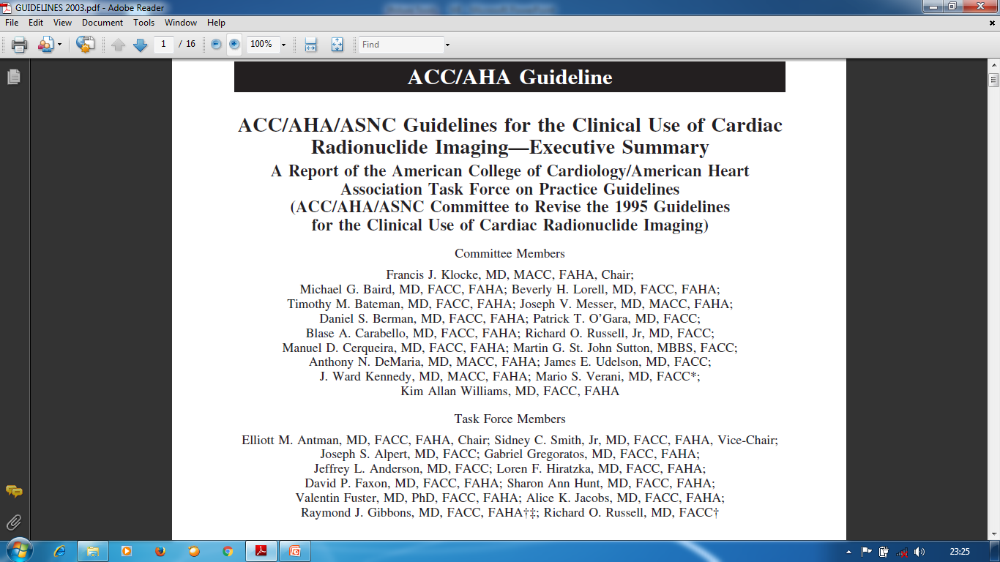 GUIDELINES 2003.pdf - Adobe Reader
File Edit View Document Tools Window Help
1 / 16 100% Find
ACC/AHA Guideline
ACC/AHA/ASNC Guidelines for the Clinical Use of Cardiac
Radionuclide Imaging—Executive Summary
A Report of the American College of Cardiology/American Heart
Association Task Force on Practice Guidelines
(ACC/AHA/ASNC Committee to Revise the 1995 Guidelines
for the Clinical Use of Cardiac Radionuclide Imaging)
Committee Members
Francis J. Klocke, MD, MACC, FAHA, Chair;
Michael G. Baird, MD, FACC, FAHA; Beverly H. Lorell, MD, FACC, FAHA;
Timothy M. Bateman, MD, FACC, FAHA; Joseph V. Messer, MD, MACC, FAHA;
Daniel S. Berman, MD, FACC, FAHA; Patrick T. O’Gara, MD, FACC;
Blase A. Carabello, MD, FACC, FAHA; Richard O. Russell, Jr, MD, FACC;
Manuel D. Cerqueira, MD, FACC, FAHA; Martin G. St. John Sutton, MBBS, FACC;
Anthony N. DeMaria, MD, MACC, FAHA; James E. Udelson, MD, FACC;
J. Ward Kennedy, MD, MACC, FAHA; Mario S. Verani, MD, FACC*;
Kim Allan Williams, MD, FACC, FAHA
Task Force Members
Elliott M. Antman, MD, FACC, FAHA, Chair; Sidney C. Smith, Jr, MD, FACC, FAHA, Vice-Chair;
Joseph S. Alpert, MD, FACC; Gabriel Gregoratos, MD, FACC, FAHA;
Jeffrey L. Anderson, MD, FACC; Loren F. Hiratzka, MD, FACC, FAHA;
David P. Faxon, MD, FACC, FAHA; Sharon Ann Hunt, MD, FACC, FAHA;
Valentin Fuster, MD, PhD, FACC, FAHA; Alice K. Jacobs, MD, FACC, FAHA;
Raymond J. Gibbons, MD, FACC, FAHA†‡; Richard O. Russell, MD, FACC†
23:25